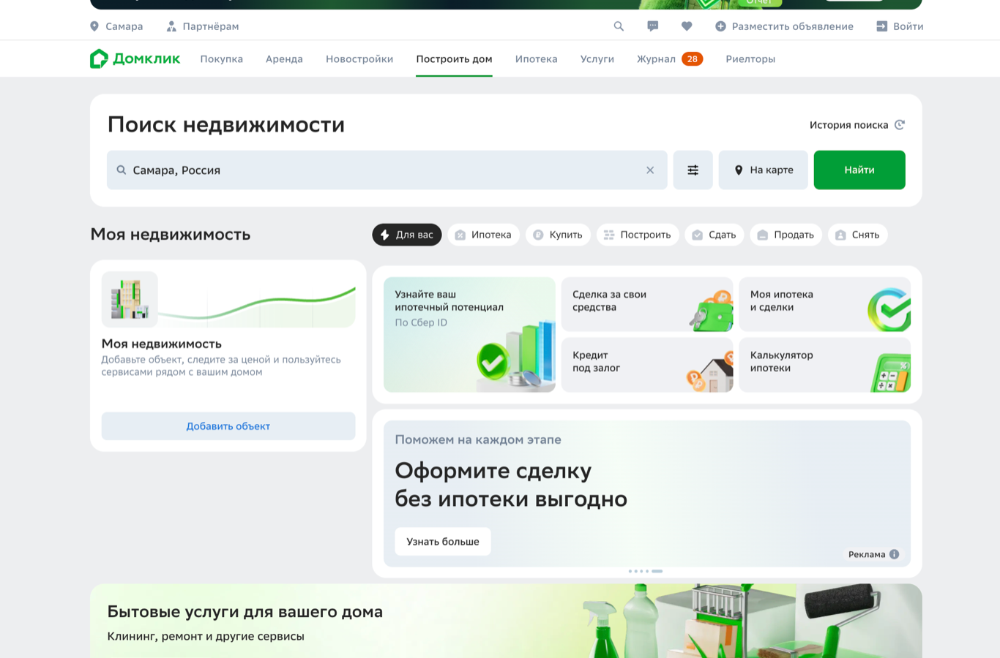 Отчет
Самара
Партнёрам
Разместить объявление
Войти
Домклик
Покупка
Аренда
Новостройки
Построить дом
Ипотека
Услуги
Журнал
28
Риелторы
Поиск недвижимости
История поиска
Самара, Россия
На карте
Найти
Моя недвижимость
Для вас
Ипотека
Купить
Построить
Сдать
Продать
Снять
Моя недвижимость
Добавьте объект, следите за ценой и пользуйтесь
сервисами рядом с вашим домом
Добавить объект
Узнайте ваш
ипотечный потенциал
По Сбер ID
Сделка за свои
средства
Моя ипотека
и сделки
Кредит
под залог
Калькулятор
ипотеки
Поможем на каждом этапе
Оформите сделку
без ипотеки выгодно
Узнать больше
Реклама
Бытовые услуги для вашего дома
Клининг, ремонт и другие сервисы